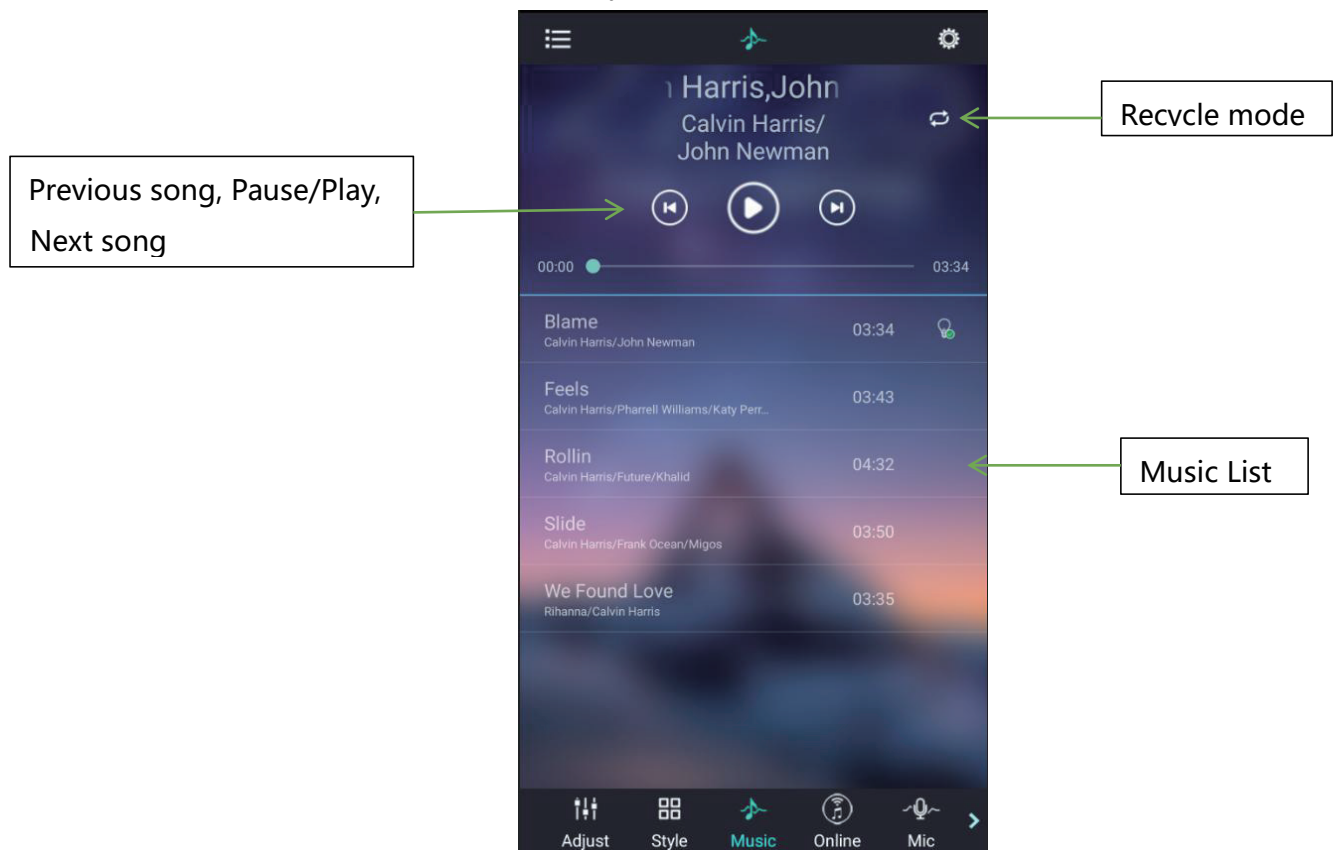 Harris,John
Calvin Harris/
John Newman
Recycle mode
Previous song, Pause/Play,
Next song
00:00
03:34
Blame
03:34
Calvin Harris/John Newman
Feels
03:43
Calvin Harris/Pharrell Williams/Katy Perr...
Rollin
04:32
Calvin Harris/Future/Khalid
Music List
Slide
03:50
Calvin Harris/Frank Ocean/Migos
We Found Love
03:35
Rihanna/Calvin Harris
Adjust
Style
Music
Online
Mic